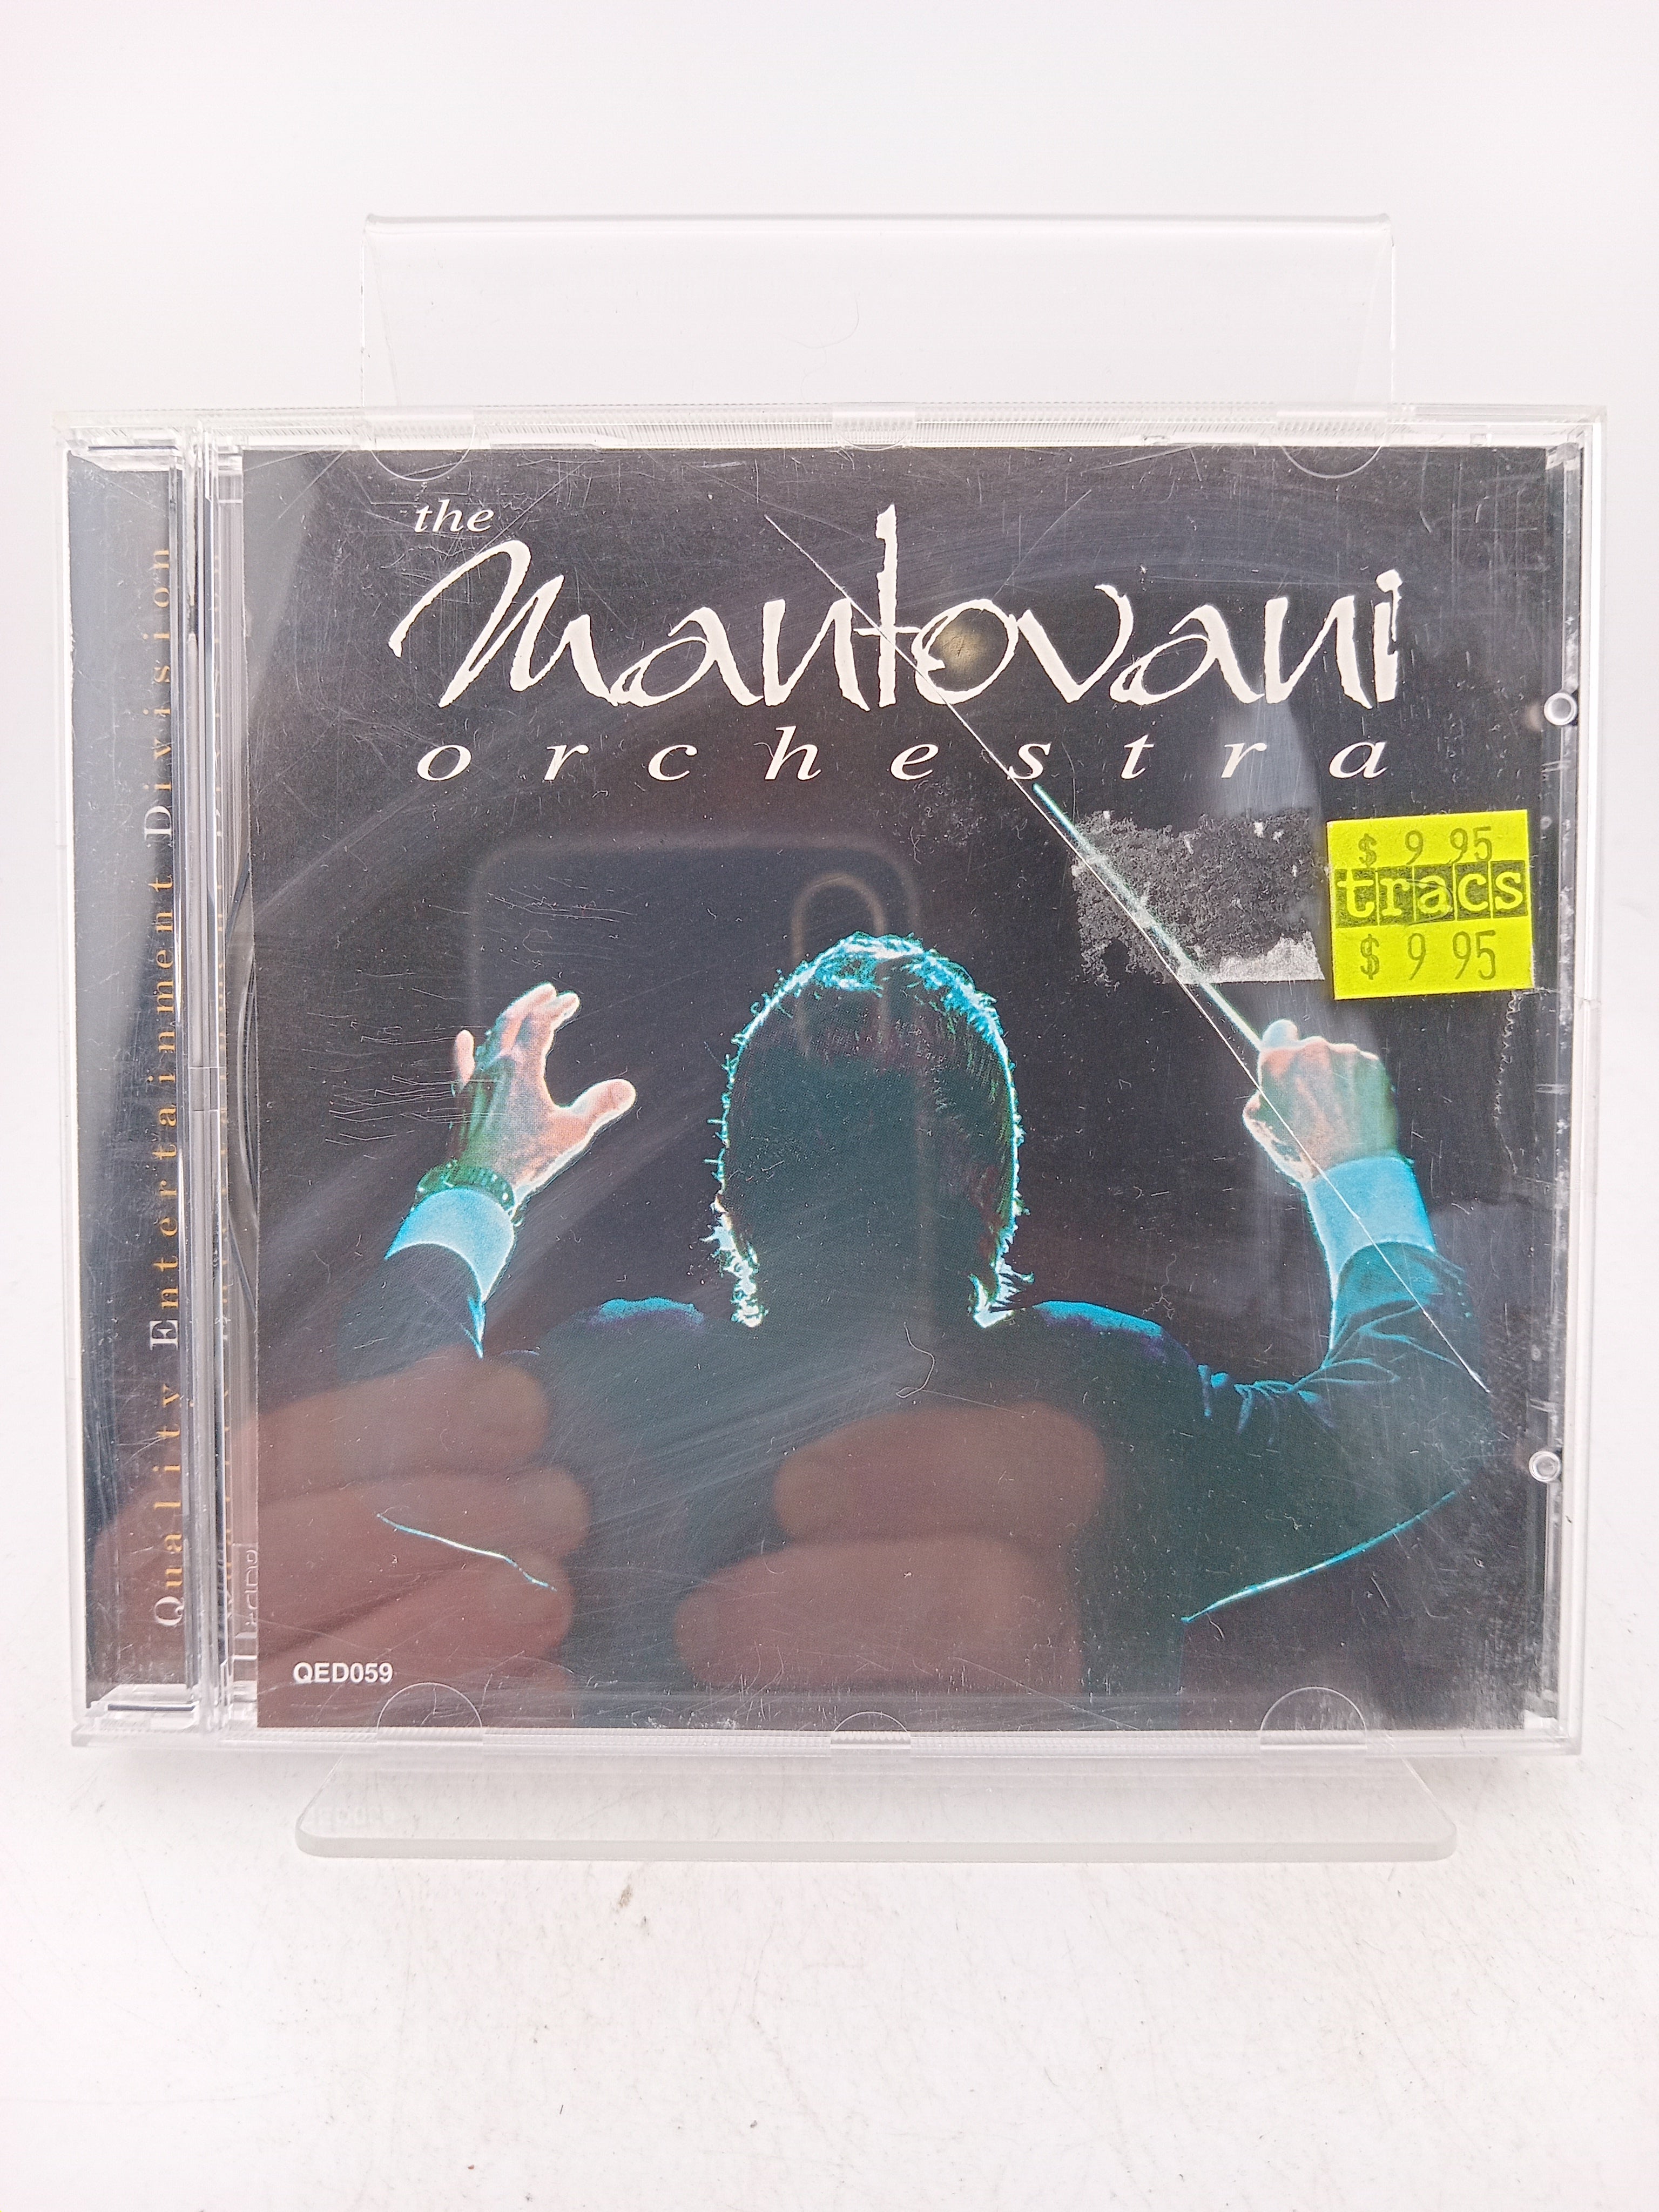 the
Mantovani
orchestra
$ 9 95
tracs
$ 9 95
Quality Entertainment Division
QED059